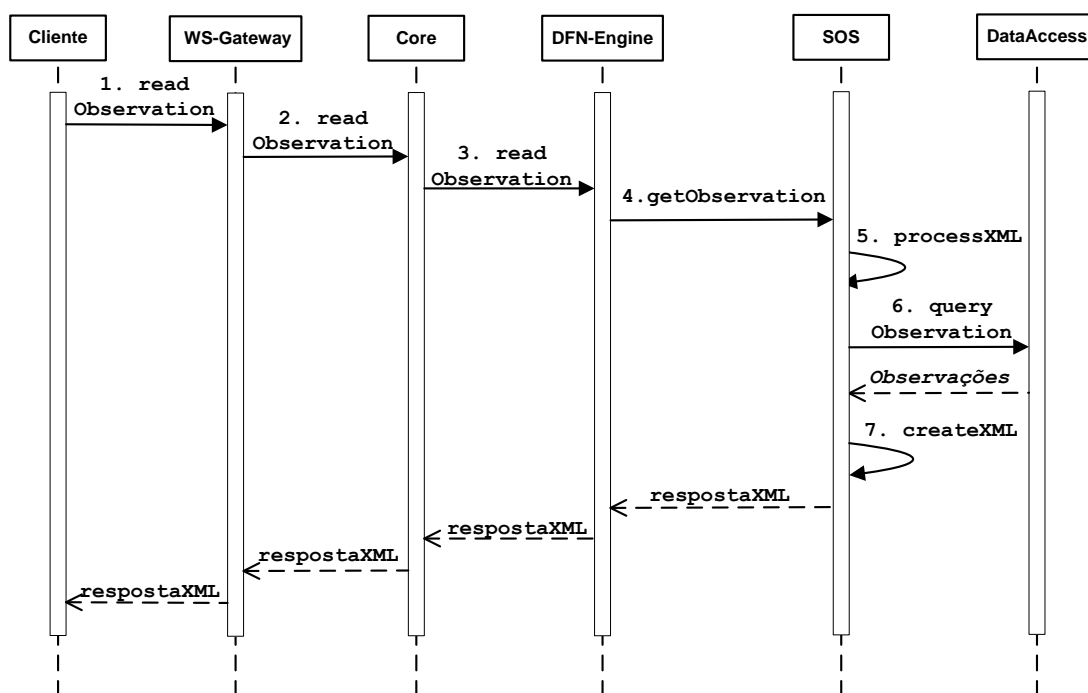 Cliente
WS-Gateway
Core
DFN-Engine
SOS
DataAccess
1. read
Observation
2. read
Observation
3. read
Observation
4.getObservation
5. processXML
6. query
Observation
Observações
7. createXML
respostaXML
respostaXML
respostaXML
respostaXML